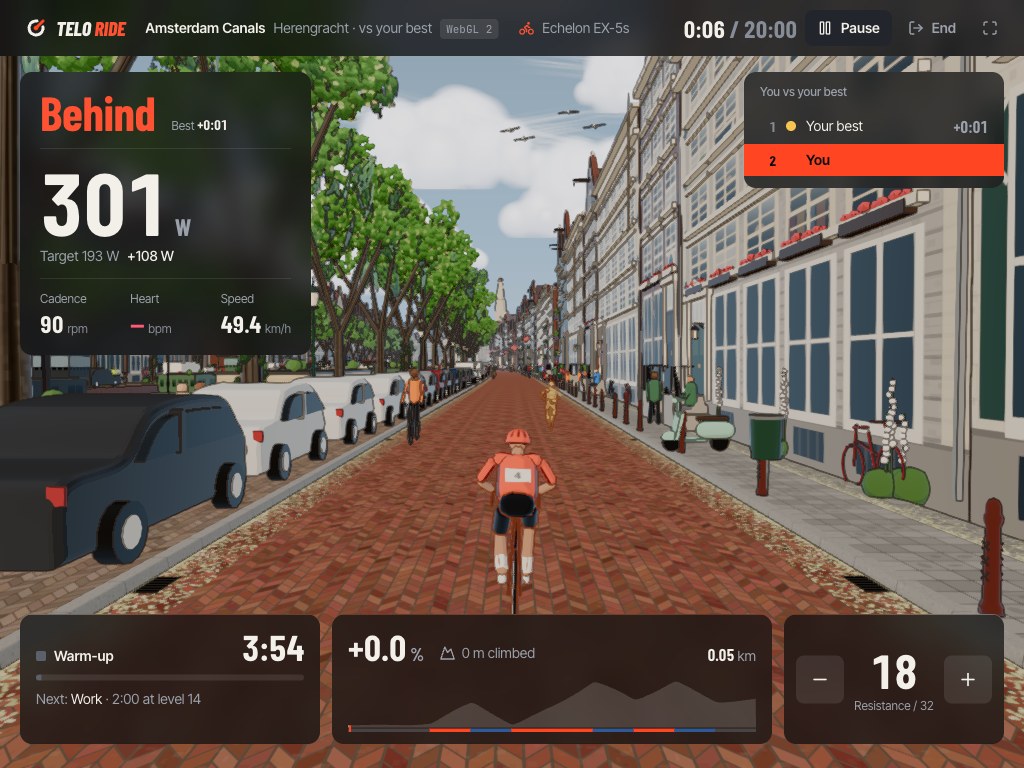 TELO RIDE Amsterdam Canals Herengracht · vs your best WebGL 2 Echelon EX-5s 0:06 / 20:00 Pause End
Behind Best +0:01
301 W
Target 193 W +108 W
Cadence Heart Speed
90 rpm — bpm 49.4 km/h
You vs your best
1 Your best +0:01
2 You
4
Warm-up 3:54
Next: Work · 2:00 at level 14
+0.0 % 0 m climbed 0.05 km
− 18 +
Resistance / 32